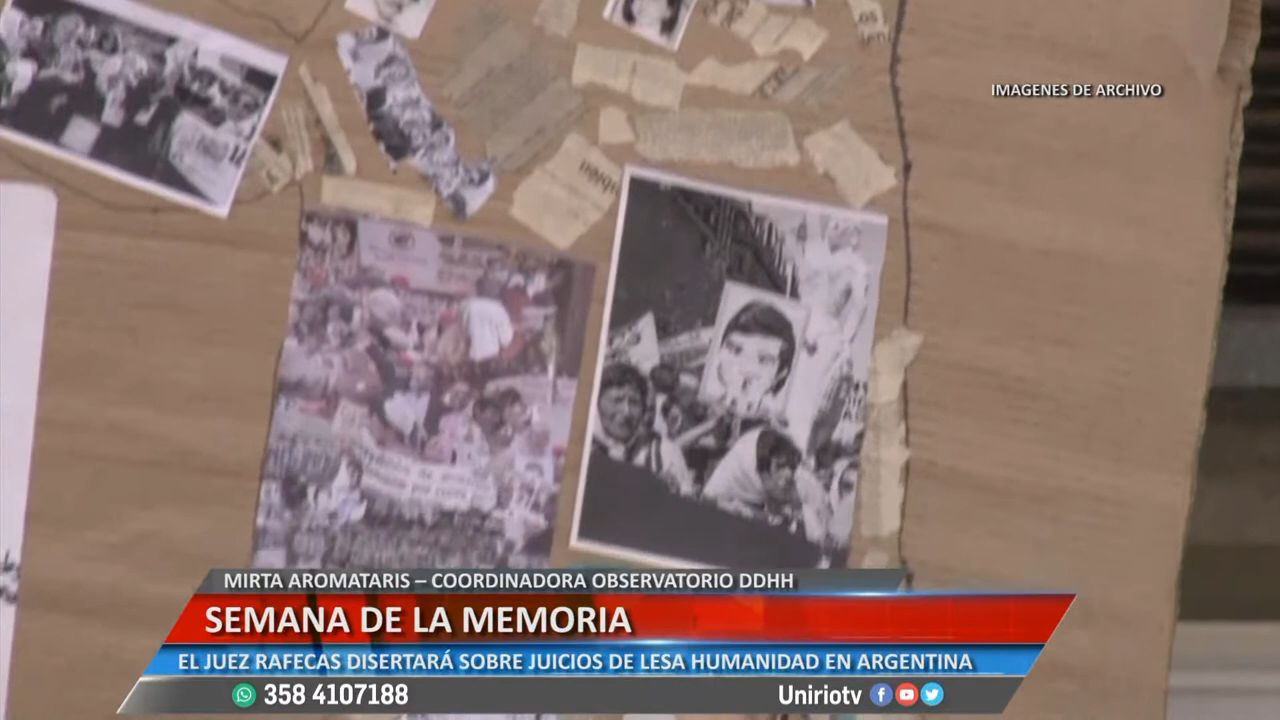 IMAGENES DE ARCHIVO
MIRTA AROMATARIS – COORDINADORA OBSERVATORIO DDHH
SEMANA DE LA MEMORIA
EL JUEZ RAFECAS DISERTARÁ SOBRE JUICIOS DE LESA HUMANIDAD EN ARGENTINA
358 4107188
Uniriotv